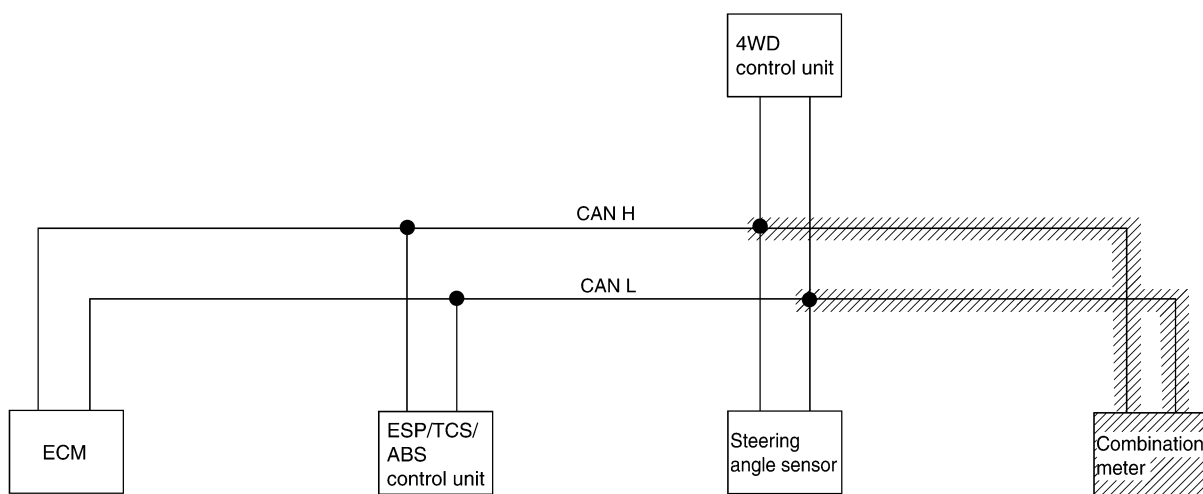 4WD
control unit
CAN H
CAN L
ECM
ESP/TCS/
ABS
control unit
Steering
angle sensor
Combination
meter